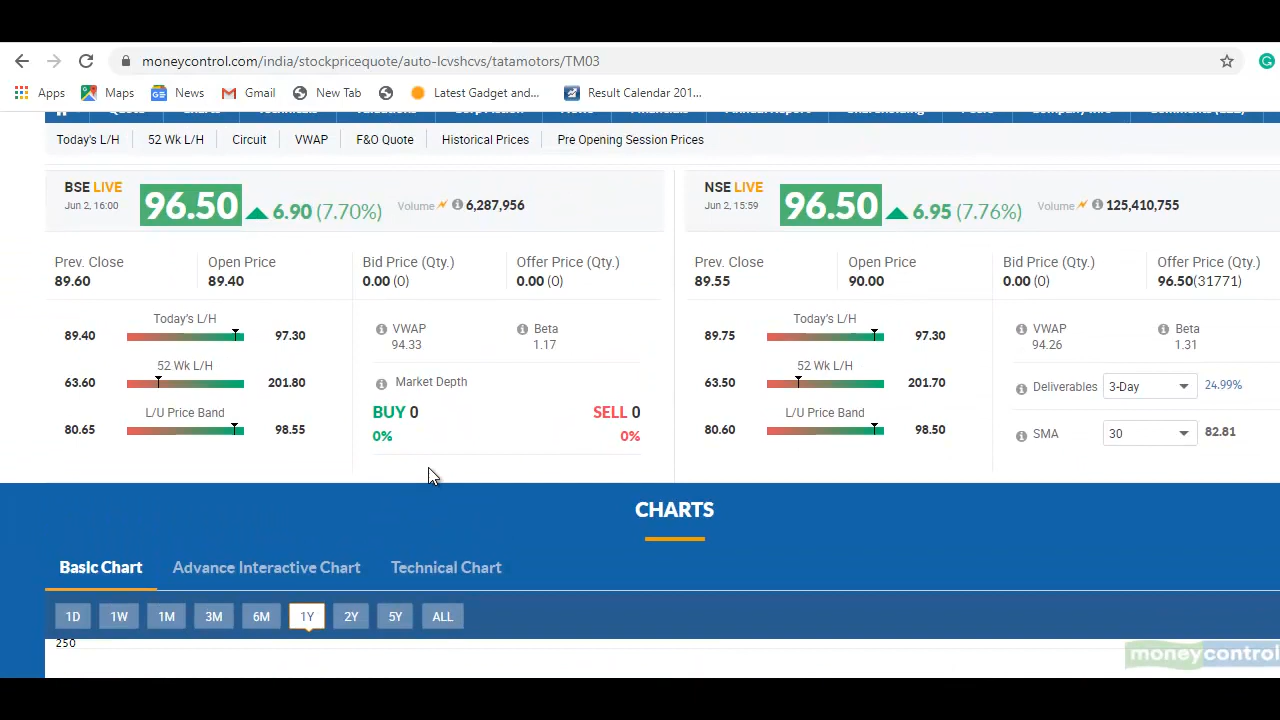 moneycontrol.com/india/stockpricequote/auto-lcvshcvs/tatamotors/TM03
Apps Maps News Gmail New Tab Latest Gadget and... Result Calendar 201...
Today's L/H 52 Wk L/H Circuit VWAP F&O Quote Historical Prices Pre Opening Session Prices
BSE LIVE
Jun 2, 16:00
96.50 6.90 (7.70%) Volume 6,287,956
Prev. Close Open Price Bid Price (Qty.) Offer Price (Qty.)
89.60 89.40 0.00 (0) 0.00 (0)
Today's L/H
89.40 97.30
52 Wk L/H
63.60 201.80
L/U Price Band
80.65 98.55
VWAP Beta
94.33 1.17
Market Depth
BUY 0 SELL 0
0% 0%
NSE LIVE
Jun 2, 15:59
96.50 6.95 (7.76%) Volume 125,410,755
Prev. Close Open Price Bid Price (Qty.) Offer Price (Qty.)
89.55 90.00 0.00 (0) 96.50(31771)
Today's L/H
89.75 97.30
52 Wk L/H
63.50 201.70
L/U Price Band
80.60 98.50
VWAP Beta
94.26 1.31
Deliverables 3-Day 24.99%
SMA 30 82.81
CHARTS
Basic Chart Advance Interactive Chart Technical Chart
1D 1W 1M 3M 6M 1Y 2Y 5Y ALL
250
moneycontrol